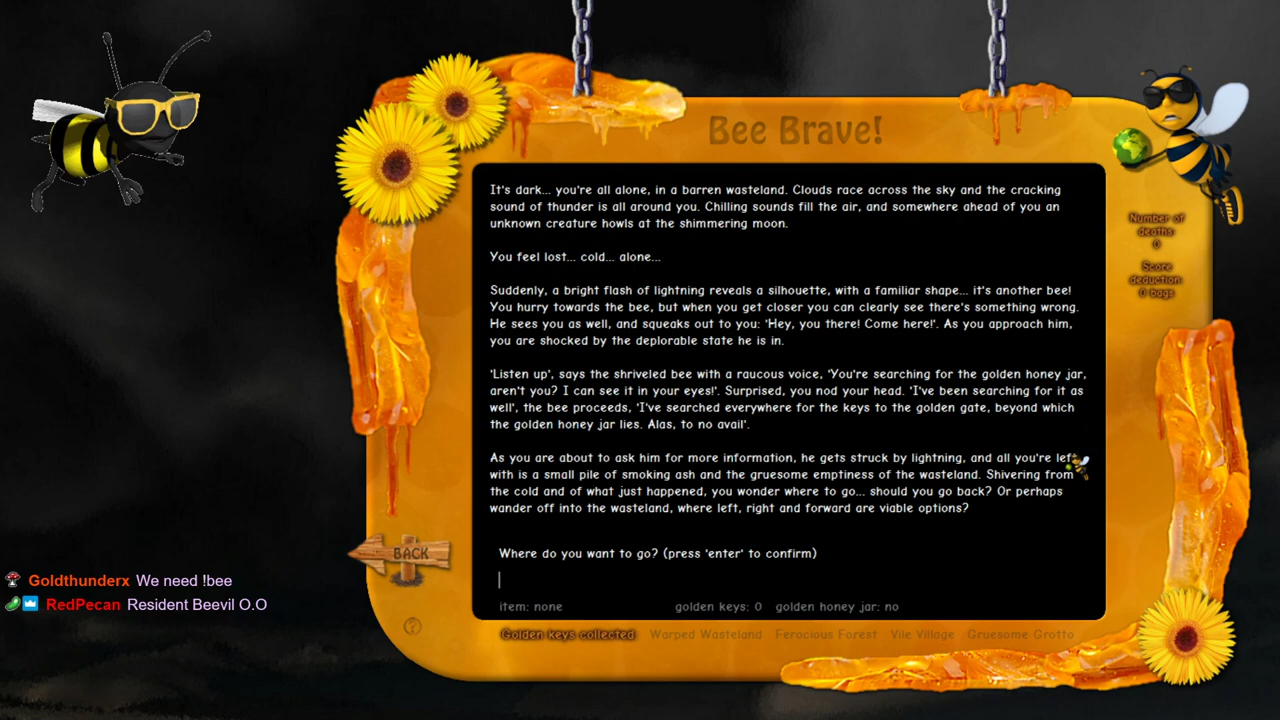 Bee Brave!
It's dark... you're all alone, in a barren wasteland. Clouds race across the sky and the cracking
sound of thunder is all around you. Chilling sounds fill the air, and somewhere ahead of you an
unknown creature howls at the shimmering moon.
You feel lost... cold... alone...
Suddenly, a bright flash of lightning reveals a silhouette, with a familiar shape... it's another bee!
You hurry towards the bee, but when you get closer you can clearly see there's something wrong.
He sees you as well, and squeaks out to you: 'Hey, you there! Come here!'. As you approach him,
you are shocked by the deplorable state he is in.
'Listen up', says the shriveled bee with a raucous voice, 'You're searching for the golden honey jar,
aren't you? I can see it in your eyes!'. Surprised, you nod your head. 'I've been searching for it as
well', the bee proceeds, 'I've searched everywhere for the keys to the golden gate, beyond which
the golden honey jar lies. Alas, to no avail'.
As you are about to ask him for more information, he gets struck by lightning, and all you're left
with is a small pile of smoking ash and the gruesome emptiness of the wasteland. Shivering from
the cold and of what just happened, you wonder where to go... should you go back? Or perhaps
wander off into the wasteland, where left, right and forward are viable options?
Where do you want to go? (press 'enter' to confirm)
item: none golden keys: 0 golden honey jar: no
Golden keys collected Warped Wasteland Ferocious Forest Vile Village Gruesome Grotto
Number of
deaths:
0
Score
deduction:
0 bags
BACK
?
Goldthunderx We need !bee
RedPecan Resident Beevil O.O